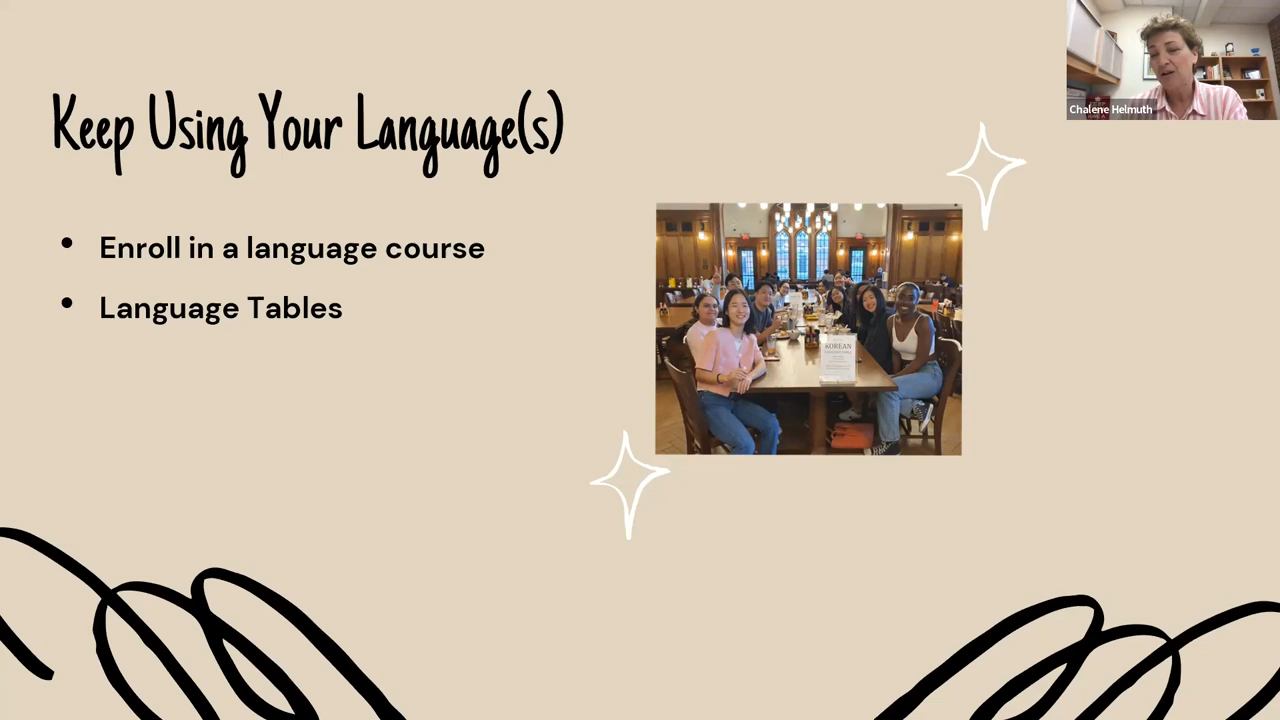 Keep Using Your Language(s)
Enroll in a language course
Language Tables
KOREAN
Chalene Helmuth